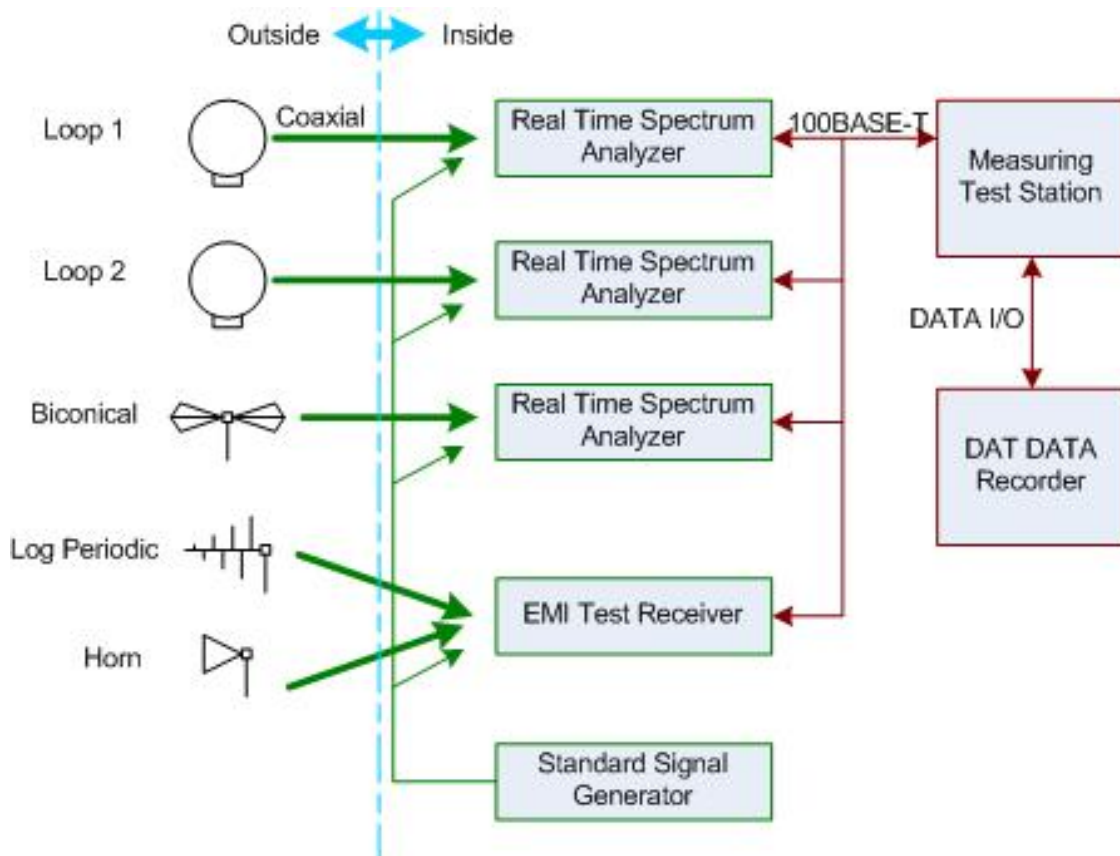 Outside
Inside
Loop 1
Coaxial
Real Time Spectrum
Analyzer
100BASE-T
Measuring
Test Station
Loop 2
Real Time Spectrum
Analyzer
DATA I/O
Biconical
Real Time Spectrum
Analyzer
DAT DATA
Recorder
Log Periodic
EMI Test Receiver
Horn
Standard Signal
Generator